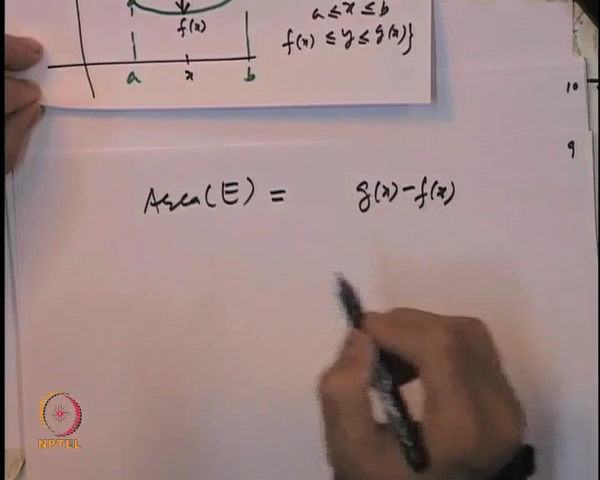 f(x)
a ≤ x ≤ b
f(x) ≤ y ≤ g(x)}
a x b
10
9
Area(E) = g(x)-f(x)
NPTEL